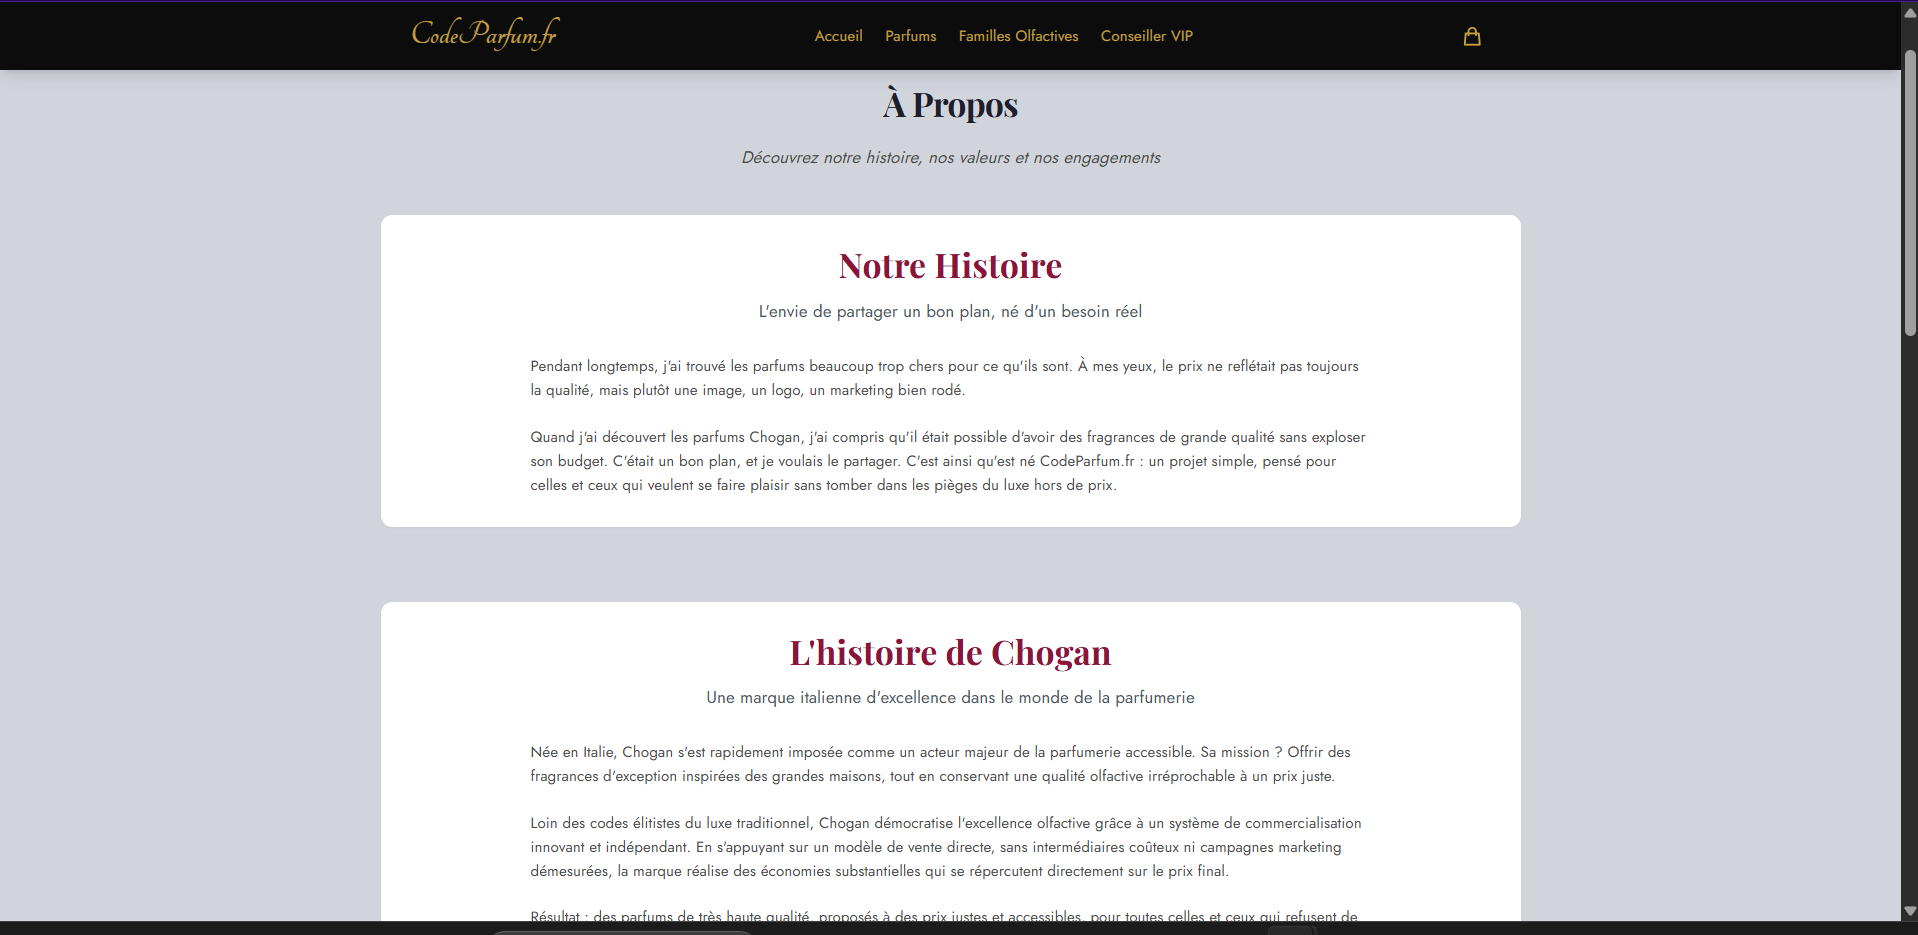 CodeParfum.fr
Accueil Parfums Familles Olfactives Conseiller VIP
À Propos
Découvrez notre histoire, nos valeurs et nos engagements
Notre Histoire
L'envie de partager un bon plan, né d'un besoin réel
Pendant longtemps, j'ai trouvé les parfums beaucoup trop chers pour ce qu'ils sont. À mes yeux, le prix ne reflétait pas toujours
la qualité, mais plutôt une image, un logo, un marketing bien rodé.
Quand j'ai découvert les parfums Chogan, j'ai compris qu'il était possible d'avoir des fragrances de grande qualité sans exploser
son budget. C'était un bon plan, et je voulais le partager. C'est ainsi qu'est né CodeParfum.fr : un projet simple, pensé pour
celles et ceux qui veulent se faire plaisir sans tomber dans les pièges du luxe hors de prix.
L'histoire de Chogan
Une marque italienne d'excellence dans le monde de la parfumerie
Née en Italie, Chogan s'est rapidement imposée comme un acteur majeur de la parfumerie accessible. Sa mission ? Offrir des
fragrances d'exception inspirées des grandes maisons, tout en conservant une qualité olfactive irréprochable à un prix juste.
Loin des codes élitistes du luxe traditionnel, Chogan démocratise l'excellence olfactive grâce à un système de commercialisation
innovant et indépendant. En s'appuyant sur un modèle de vente directe, sans intermédiaires coûteux ni campagnes marketing
démesurées, la marque réalise des économies substantielles qui se répercutent directement sur le prix final.
Résultat : des parfums de très haute qualité, proposés à des prix justes et accessibles, pour toutes celles et ceux qui refusent de